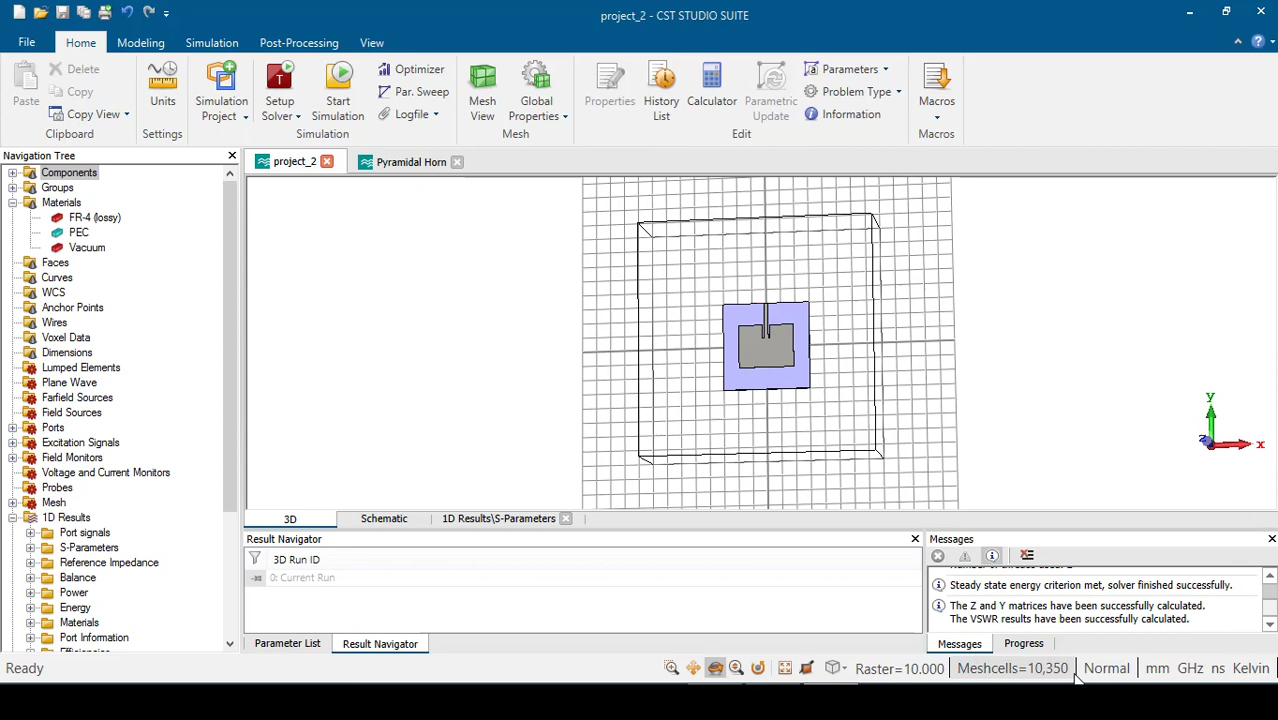 project_2 - CST STUDIO SUITE
File Home Modeling Simulation Post-Processing View
Paste
Delete
Copy
Copy View
Clipboard
Units
Settings
Simulation
Project
Setup
Solver
Start
Simulation
Optimizer
Par. Sweep
Logfile
Simulation
Mesh
View
Global
Properties
Mesh
Properties
History
List
Calculator
Parametric
Update
Parameters
Problem Type
Information
Edit
Macros
Macros
Navigation Tree
Components
Groups
Materials
FR-4 (lossy)
PEC
Vacuum
Faces
Curves
WCS
Anchor Points
Wires
Voxel Data
Dimensions
Lumped Elements
Plane Wave
Farfield Sources
Field Sources
Ports
Excitation Signals
Field Monitors
Voltage and Current Monitors
Probes
Mesh
1D Results
Port signals
S-Parameters
Reference Impedance
Balance
Power
Energy
Materials
Port Information
project_2
Pyramidal Horn
y
z
x
3D Schematic 1D Results\S-Parameters
Result Navigator
3D Run ID
0: Current Run
Parameter List Result Navigator
Messages
Steady state energy criterion met, solver finished successfully.
The Z and Y matrices have been successfully calculated.
The VSWR results have been successfully calculated.
Messages Progress
Ready
Raster=10.000 Meshcells=10,350 Normal mm GHz ns Kelvin